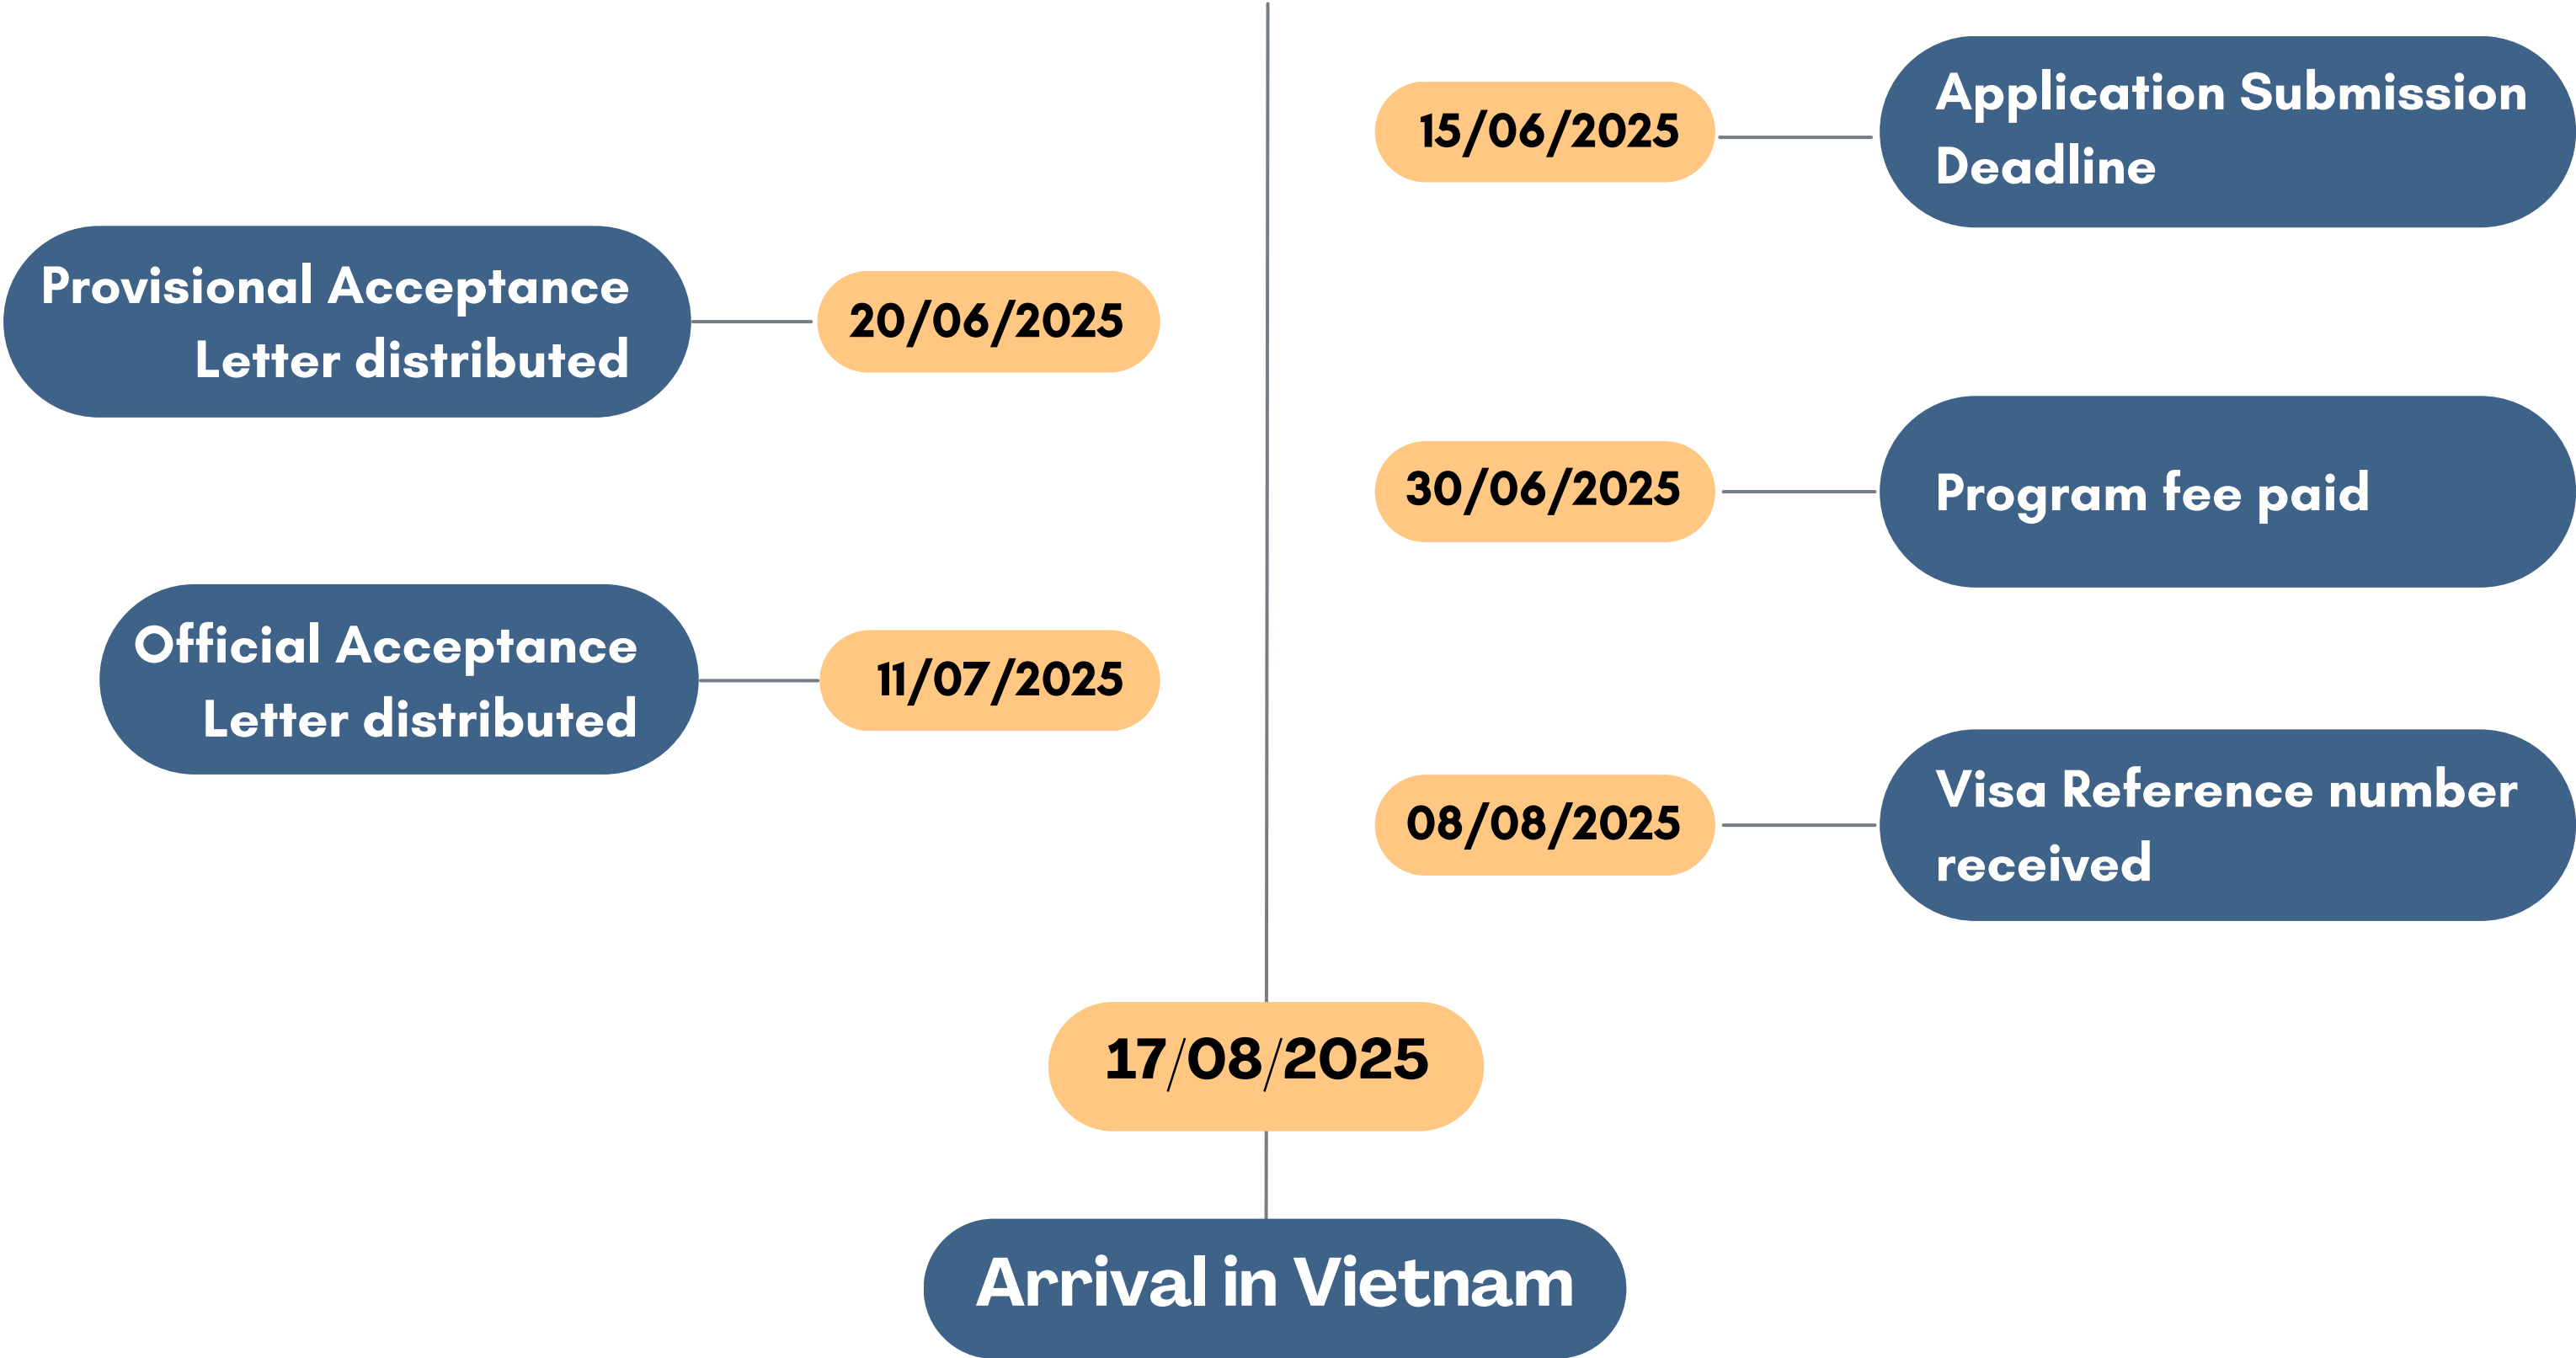 15/06/2025
Application Submission
Deadline
Provisional Acceptance
Letter distributed
20/06/2025
30/06/2025
Program fee paid
Official Acceptance
Letter distributed
11/07/2025
08/08/2025
Visa Reference number
received
17/08/2025
Arrival in Vietnam